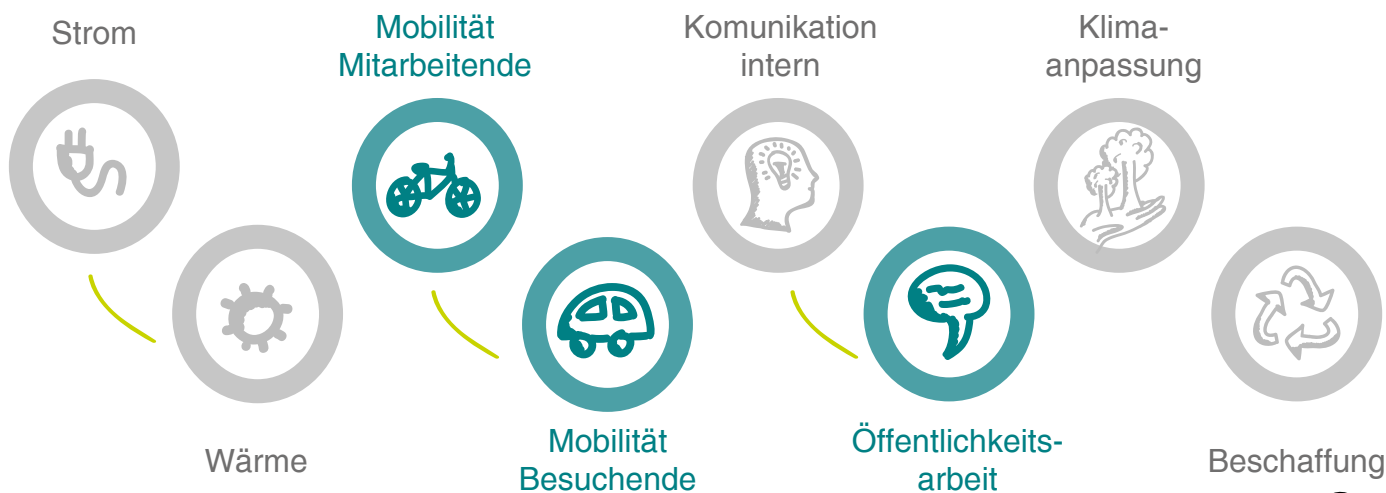 Strom
Mobilität
Mitarbeitende
Komunikation
intern
Klima-
anpassung
Wärme
Mobilität
Besuchende
Öffentlichkeits-
arbeit
Beschaffung